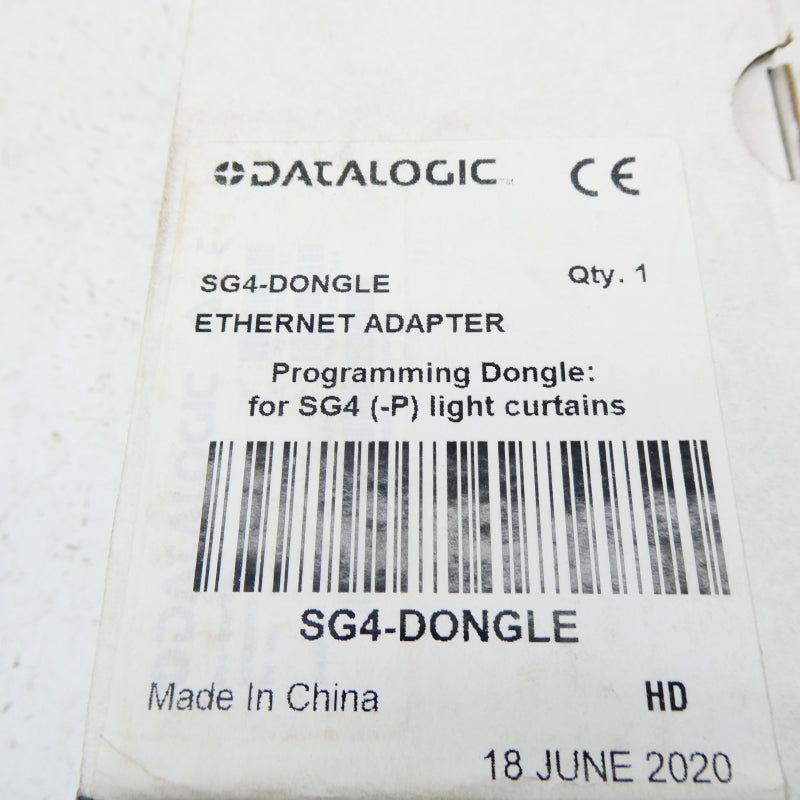 DATALOGIC™ CE
SG4-DONGLE Qty. 1
ETHERNET ADAPTER
Programming Dongle:
for SG4 (-P) light curtains
SG4-DONGLE
Made In China HD
18 JUNE 2020
DATALOGIC